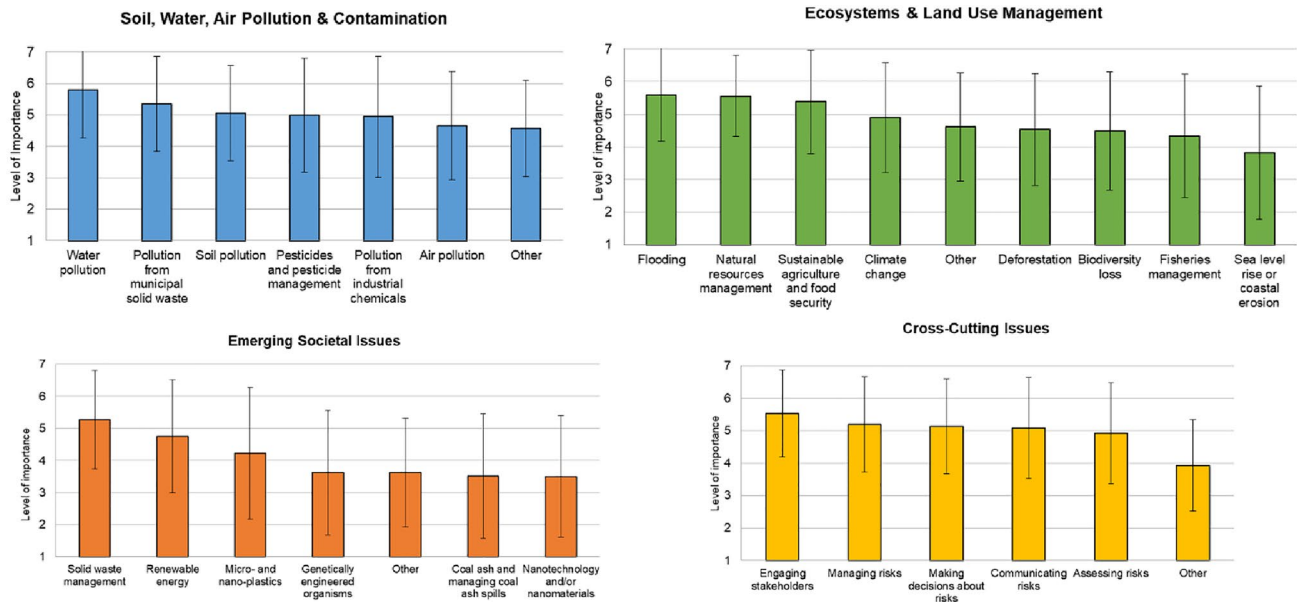 Soil, Water, Air Pollution & Contamination
Level of Importance
7
6
5
4
3
2
1
Water
pollution
Pollution
from
municipal
solid waste
Soil pollution
Pesticides
and pesticide
management
Pollution
from
industrial
chemicals
Air pollution
Other
Ecosystems & Land Use Management
Level of importance
7
6
5
4
3
2
1
Flooding
Natural
resources
management
Sustainable
agriculture
and food
security
Climate
change
Other
Deforestation
Biodiversity
loss
Fisheries
management
Sea level
rise or
coastal
erosion
Emerging Societal Issues
Level of importance
7
6
5
4
3
2
1
Solid waste
management
Renewable
energy
Micro- and
nano-plastics
Genetically
engineered
organisms
Other
Coal ash and
managing coal
ash spills
Nanotechnology
and/or
nanomaterials
Cross-Cutting Issues
Level of importance
7
6
5
4
3
2
1
Engaging
stakeholders
Managing risks
Making
decisions about
risks
Communicating
risks
Assessing risks
Other